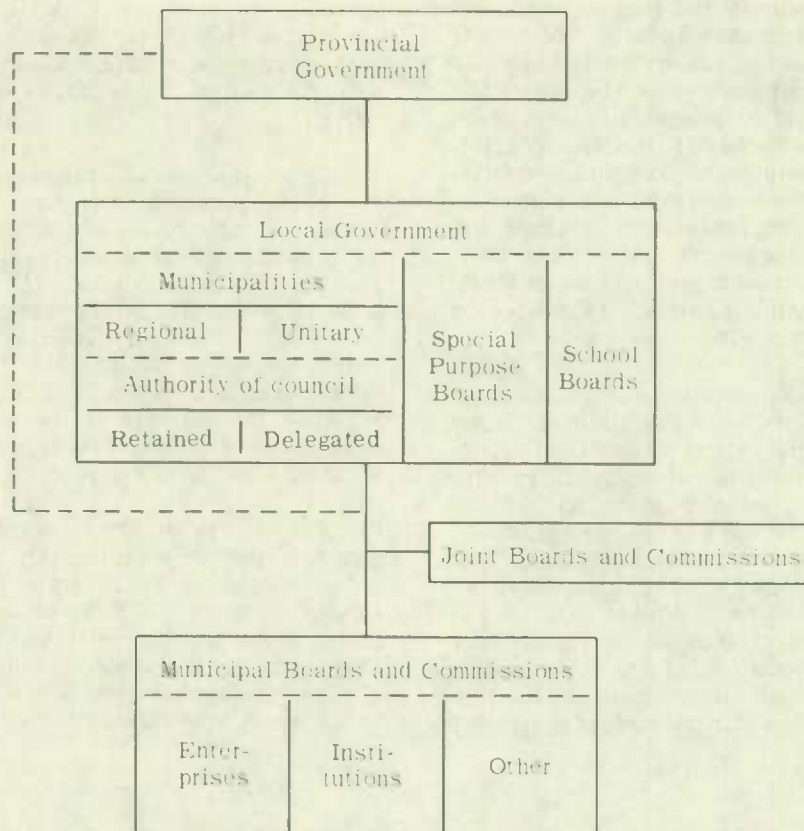 Provincial
Government
Local Government
Municipalities
Regional
Unitary
Authority of council
Retained
Delegated
Special
Purpose
Boards
School
Boards
Joint Boards and Commissions
Municipal Boards and Commissions
Enter-
prises
Insti-
tutions
Other